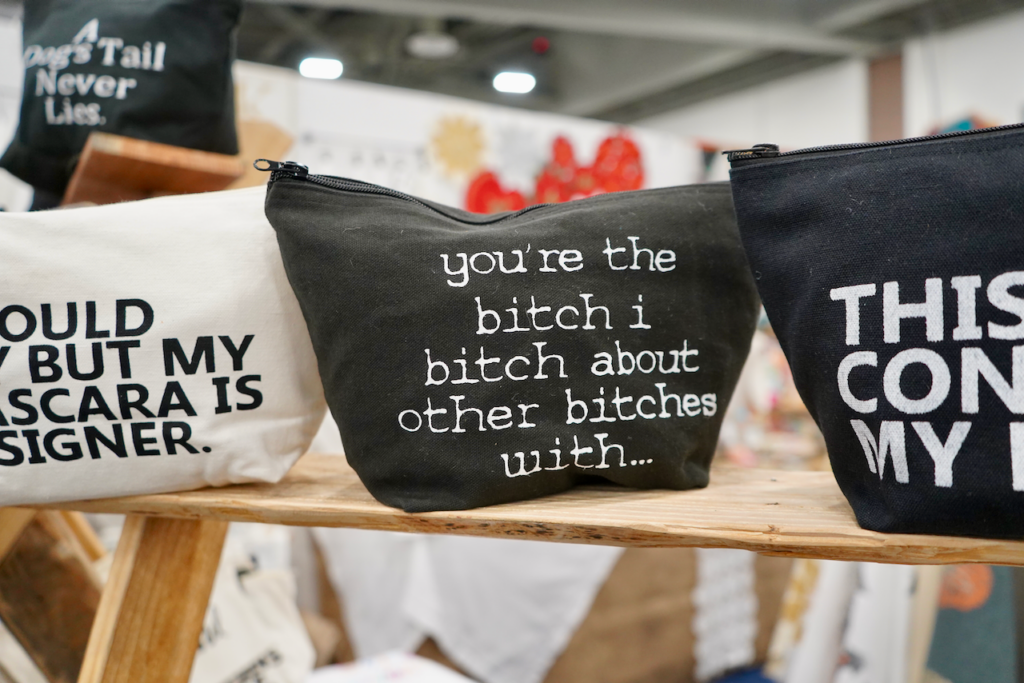 A
Dog's Tail
Never
Lies.
OULD
BUT MY
ASCARA IS
SIGNER.
you're the
bitch i
bitch about
other bitches
with...
THIS
CON
MY